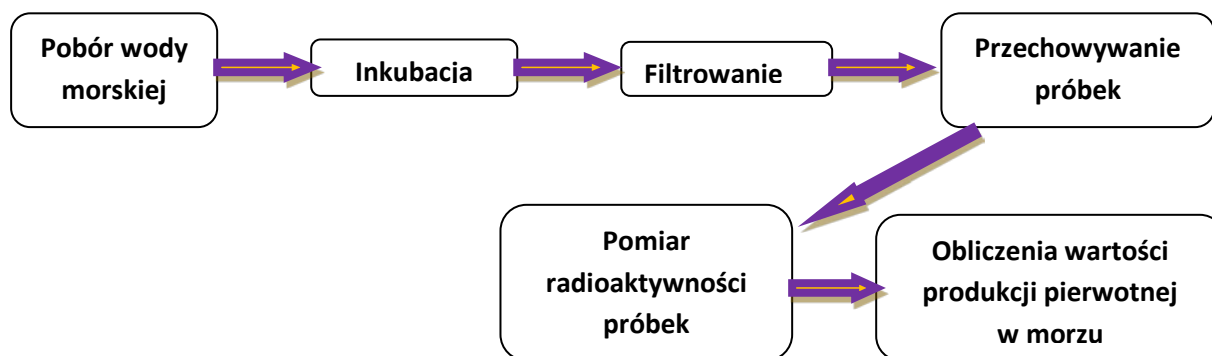 Pobór wody
morskiej
Inkubacja
Filtrowanie
Przechowywanie
próbek
Pomiar
radioaktywności
próbek
Obliczenia wartości
produkcji pierwotnej
w morzu